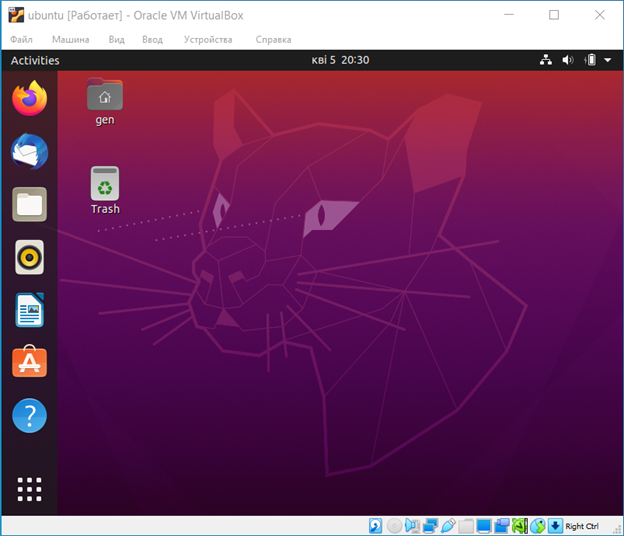 ubuntu [Работает] - Oracle VM VirtualBox
Файл Машина Вид Ввод Устройства Справка
Activities кві 5 20:30
gen
Trash
Right Ctrl